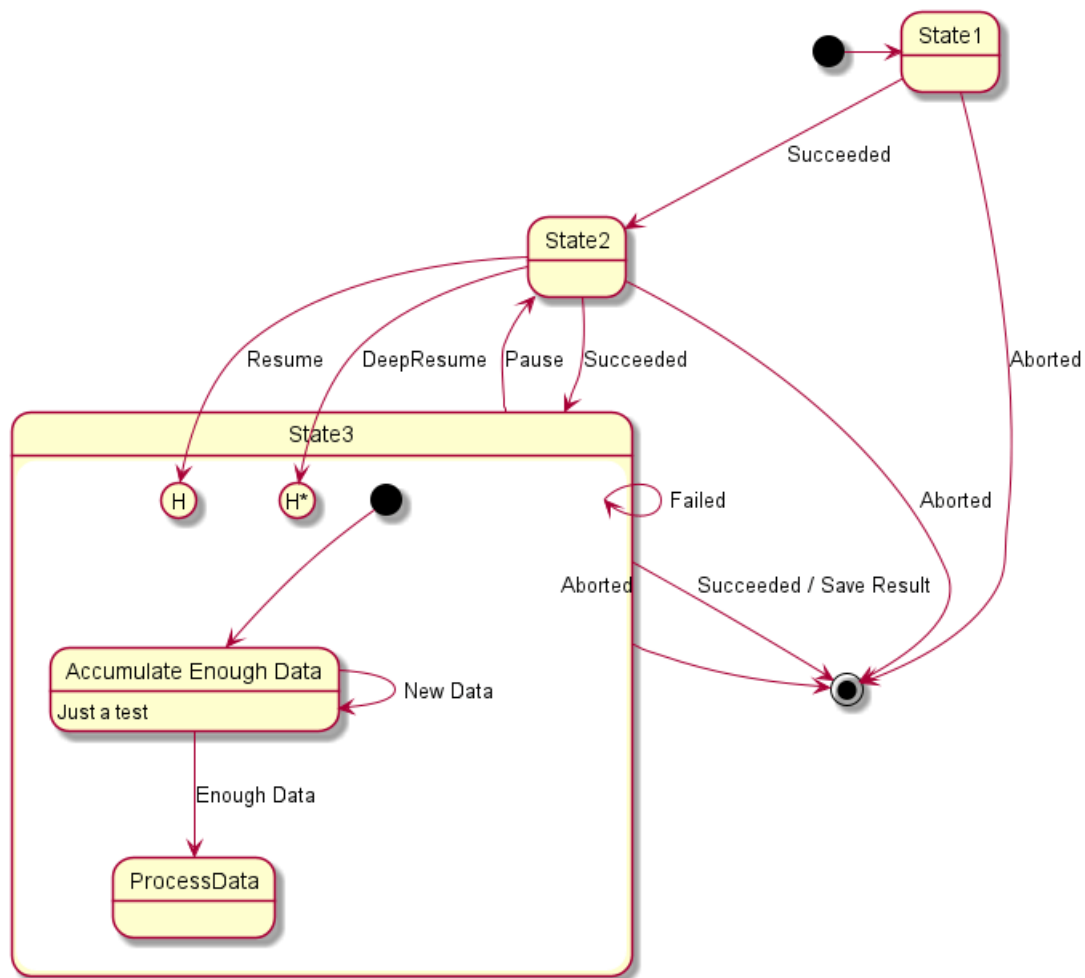 State1
Succeeded
State2
Aborted
Resume
DeepResume
Pause
Succeeded
State3
H
H*
Failed
Aborted
Aborted
Succeeded / Save Result
Accumulate Enough Data
New Data
Just a test
Enough Data
ProcessData